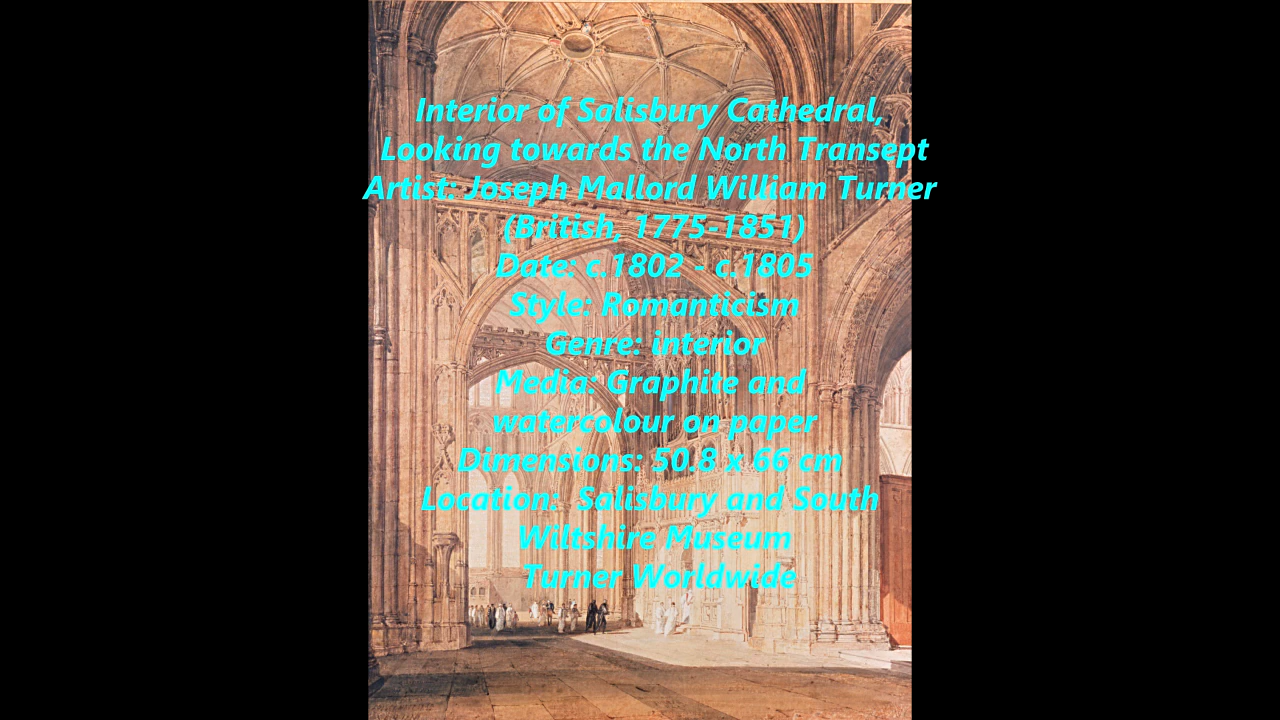 Interior of Salisbury Cathedral,
Looking towards the North Transept
Artist: Joseph Mallord William Turner
(British, 1775-1851)
Date: c.1802 - c.1805
Style: Romanticism
Genre: interior
Media: Graphite and
watercolour on paper
Dimensions: 50.8 x 66 cm
Location:  Salisbury and South
Wiltshire Museum
Turner Worldwide